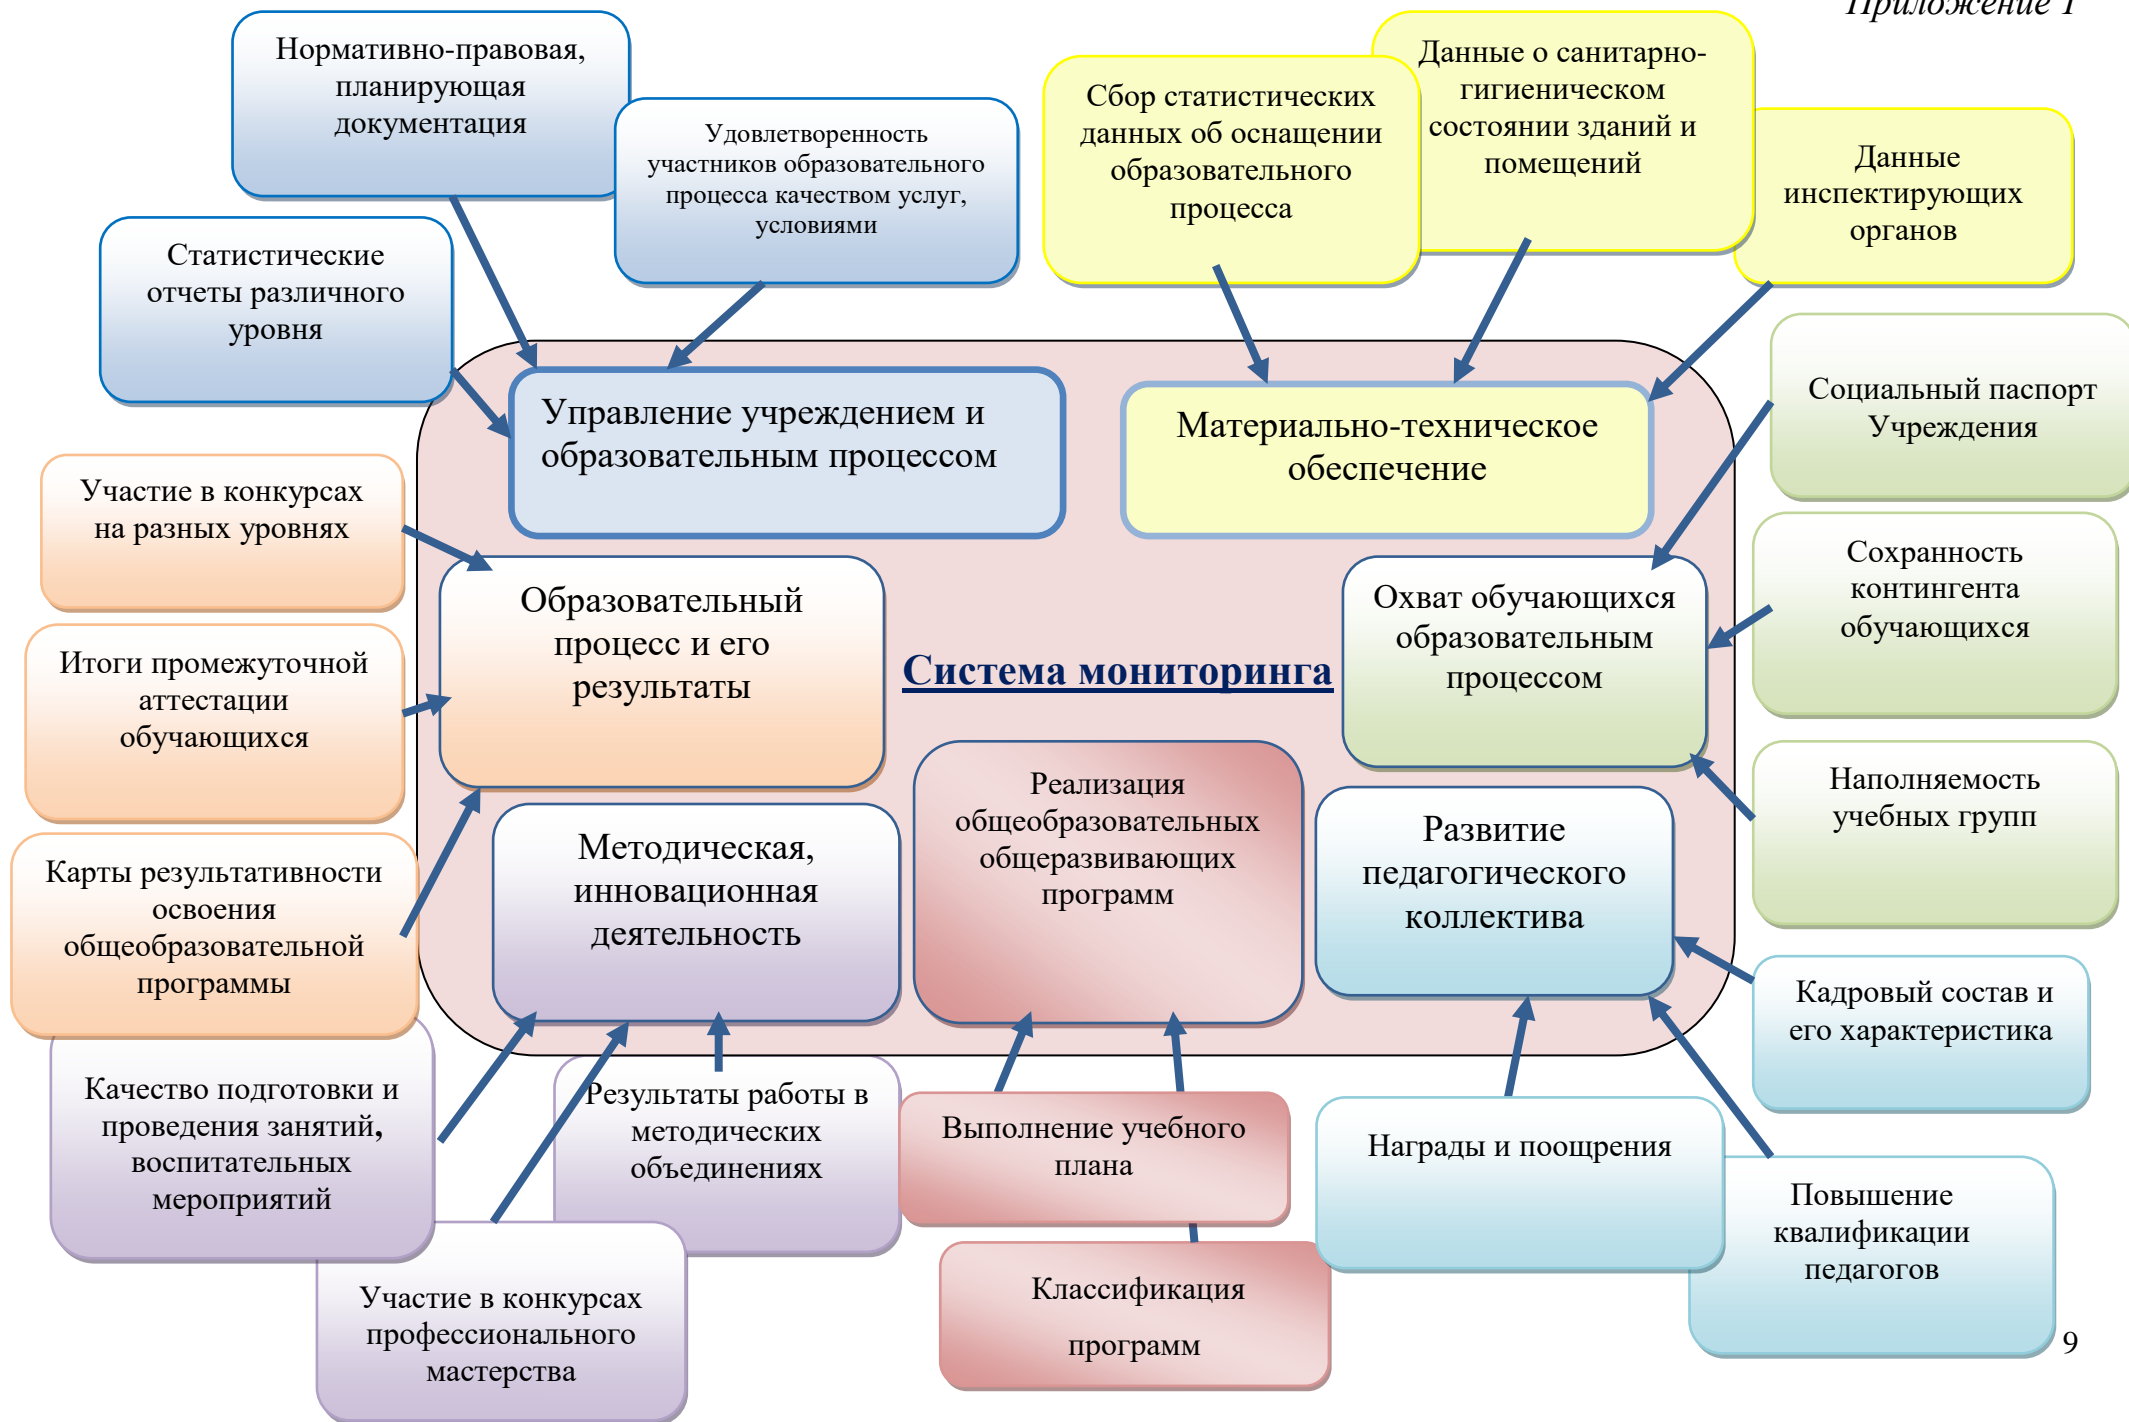 Приложение 1
Нормативно-правовая,
планирующая
документация
Удовлетворенность
участников образовательного
процесса качеством услуг,
условиями
Сбор статистических
данных об оснащении
образовательного
процесса
Данные о санитарно-
гигиеническом
состоянии зданий и
помещений
Данные
инспектирующих
органов
Статистические
отчеты различного
уровня
Социальный паспорт
Учреждения
Управление учреждением и
образовательным процессом
Материально-техническое
обеспечение
Участие в конкурсах
на разных уровнях
Образовательный
процесс и его
результаты
Система мониторинга
Охват обучающихся
образовательным
процессом
Сохранность
контингента
обучающихся
Итоги промежуточной
аттестации
обучающихся
Наполняемость
учебных групп
Карты результативности
освоения
общеобразовательной
программы
Методическая,
инновационная
деятельность
Реализация
общеобразовательных
общеразвивающих
программ
Развитие
педагогического
коллектива
Кадровый состав и
его характеристика
Качество подготовки и
проведения занятий,
воспитательных
мероприятий
Результаты работы в
методических
объединениях
Выполнение учебного
плана
Награды и поощрения
Повышение
квалификации
педагогов
Участие в конкурсах
профессионального
мастерства
Классификация
программ
9